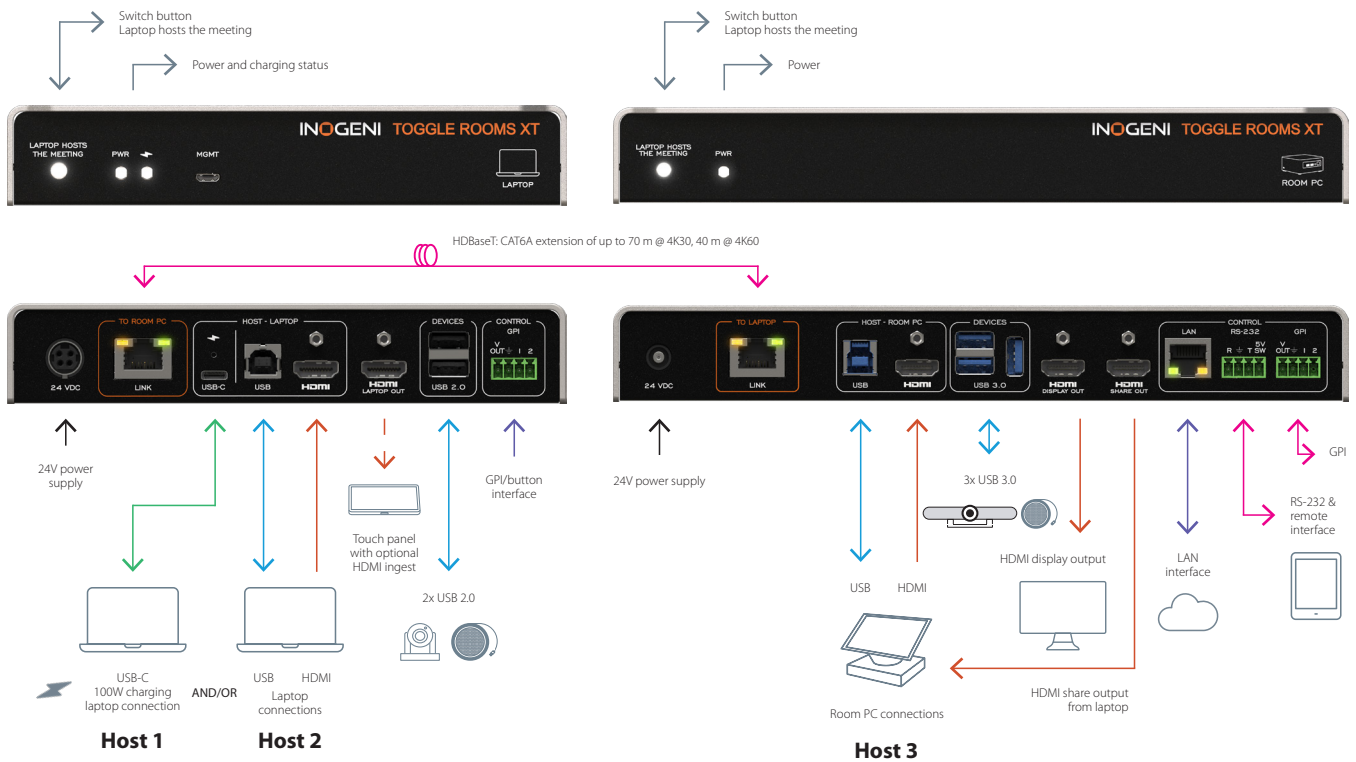 Switch button
Laptop hosts the meeting
Power and charging status
Switch button
Laptop hosts the meeting
Power
INOGENI TOGGLE ROOMS XT
LAPTOP HOSTS
THE MEETING
PWR
MGMT
LAPTOP
INOGENI TOGGLE ROOMS XT
LAPTOP HOSTS
THE MEETING
PWR
ROOM PC
HDBaseT: CAT6A extension of up to 70 m @ 4K30, 40 m @ 4K60
TO ROOM PC
HOST - LAPTOP
DEVICES
CONTROL
GPI
V
OUT ⏚ 1 2
24 VDC
LINK
USB-C
USB
HDMI
HDMI
LAPTOP OUT
USB 2.0
TO LAPTOP
HOST - ROOM PC
DEVICES
CONTROL
LAN
RS-232
GPI
5V
R ⏚ T SW
V
OUT ⏚ 1 2
24 VDC
LINK
USB
HDMI
USB 3.0
HDMI
DISPLAY OUT
HDMI
SHARE OUT
24V power
supply
GPI/button
interface
Touch panel
with optional
HDMI ingest
2x USB 2.0
USB-C
100W charging
laptop connection
AND/OR
USB
HDMI
Laptop
connections
Host 1
Host 2
24V power supply
3x USB 3.0
GPI
RS-232 &
remote
interface
HDMI display output
LAN
interface
USB
HDMI
HDMI share output
from laptop
Room PC connections
Host 3